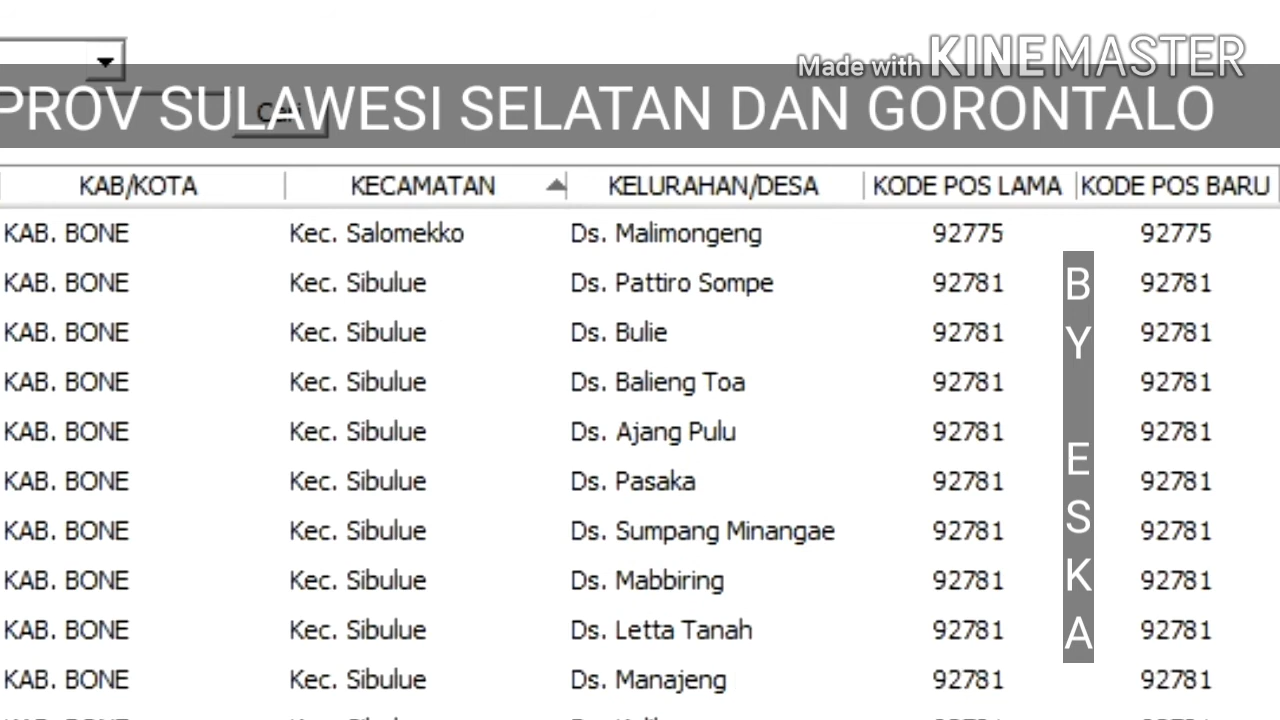 Made with KINEMASTER
PROV SULAWESI SELATAN DAN GORONTALO
Cari
KAB/KOTA KECAMATAN KELURAHAN/DESA KODE POS LAMA KODE POS BARU
KAB. BONE Kec. Salomekko Ds. Malimongeng 92775 92775
KAB. BONE Kec. Sibulue Ds. Pattiro Sompe 92781 92781
KAB. BONE Kec. Sibulue Ds. Bulie 92781 92781
KAB. BONE Kec. Sibulue Ds. Balieng Toa 92781 92781
KAB. BONE Kec. Sibulue Ds. Ajang Pulu 92781 92781
KAB. BONE Kec. Sibulue Ds. Pasaka 92781 92781
KAB. BONE Kec. Sibulue Ds. Sumpang Minangae 92781 92781
KAB. BONE Kec. Sibulue Ds. Mabbiring 92781 92781
KAB. BONE Kec. Sibulue Ds. Letta Tanah 92781 92781
KAB. BONE Kec. Sibulue Ds. Manajeng 92781 92781
BY ESKA